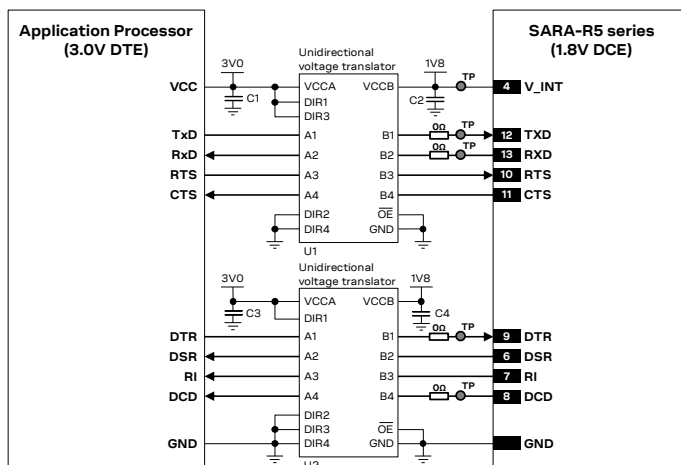 Application Processor
(3.0V DTE)
SARA-R5 series
(1.8V DCE)
Unidirectional
voltage translator
3V0
1V8
VCC
C1
VCCA
VCCB
C2
TP
4
V_INT
DIR1
DIR3
TxD
A1
B1
0Ω
TP
12
TXD
RxD
A2
B2
0Ω
TP
13
RXD
RTS
A3
B3
10
RTS
CTS
A4
B4
11
CTS
DIR2
OE
DIR4
GND
U1
Unidirectional
voltage translator
3V0
1V8
VCCA
VCCB
C3
DIR1
C4
DTR
A1
B1
0Ω
TP
9
DTR
DSR
A2
B2
6
DSR
RI
A3
B3
7
RI
DCD
A4
B4
0Ω
TP
8
DCD
DIR2
DIR3
OE
GND
DIR4
GND
GND
U2